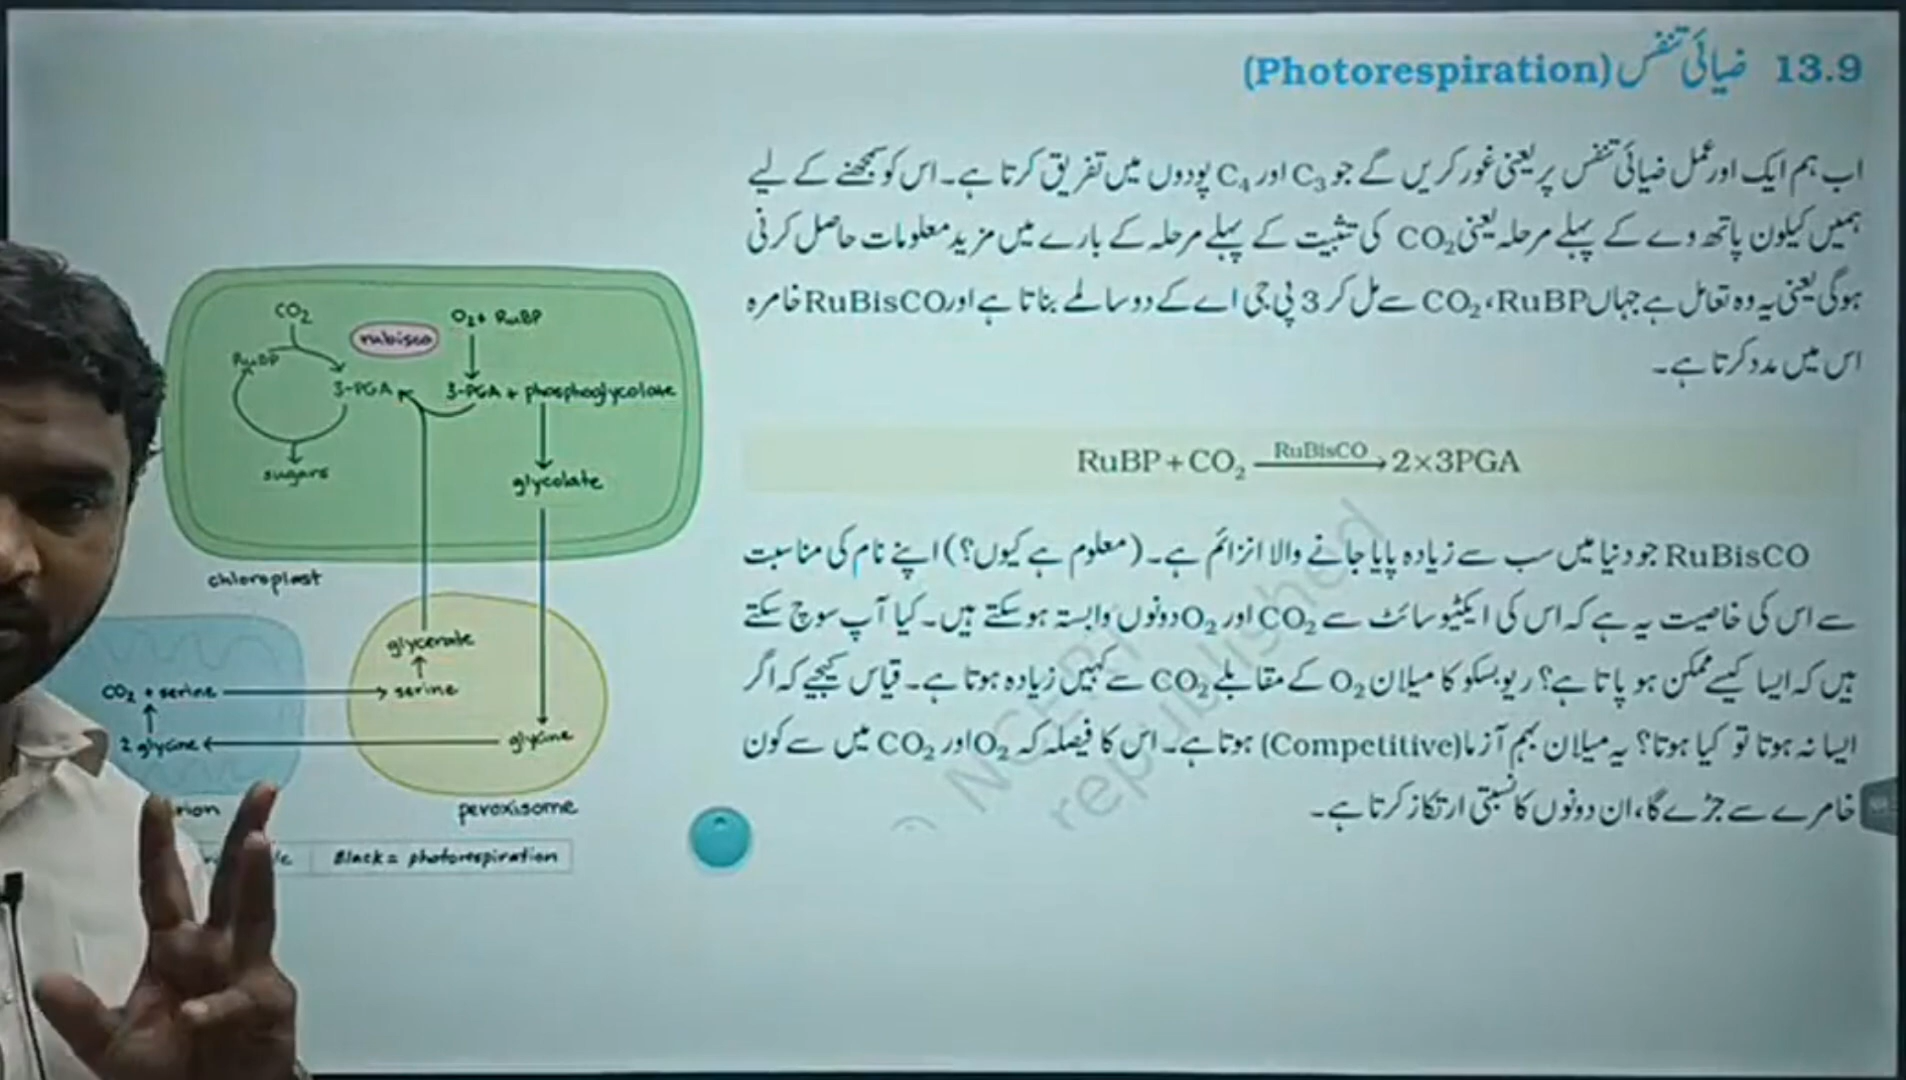 13.9 ضیائی تنفس (Photorespiration)
اب ہم ایک اور عمل ضیائی تنفس پر یعنی غور کریں گے جو C₃ اور C₄ پودوں میں تفریق کرتا ہے۔ اس کو سمجھنے کے لیے
ہمیں کیلون پاتھ وے کے پہلے مرحلہ یعنی CO₂ کی تثبیت کے پہلے مرحلہ کے بارے میں مزید معلومات حاصل کرنی
ہوگی یعنی یہ وہ تعامل ہے جہاں RuBP، CO₂ سے مل کر 3 پی جی اے کے دو سالمے بناتا ہے اور RuBisCO خامرہ
اس میں مدد کرتا ہے۔
RuBP + CO₂ —RuBisCO→ 2×3PGA
RuBisCO جو دنیا میں سب سے زیادہ پایا جانے والا انزائم ہے۔ (معلوم ہے کیوں؟) اپنے نام کی مناسبت
سے اس کی خاصیت یہ ہے کہ اس کی ایکٹیو سائٹ سے CO₂ اور O₂ دونوں وابستہ ہو سکتے ہیں۔ کیا آپ سوچ سکتے
ہیں کہ ایسا کیسے ممکن ہو پاتا ہے؟ ریوبسکو کا میلان O₂ کے مقابلے CO₂ سے کہیں زیادہ ہوتا ہے۔ قیاس کیجیے کہ اگر
ایسا نہ ہوتا تو کیا ہوتا؟ یہ میلان بہم آزما (Competitive) ہوتا ہے۔ اس کا فیصلہ کہ O₂ اور CO₂ میں سے کون
خامرے سے جڑے گا، ان دونوں کا نسبتی ارتکاز کرتا ہے۔
© NCERT
republished
CO₂
O₂ + RuBP
rubisco
RuBP
3-PGA
3-PGA + phosphoglycolate
sugars
glycolate
chloroplast
glycerate
CO₂ + serine
serine
2 glycine
glycine
peroxisome
Black = photorespiration